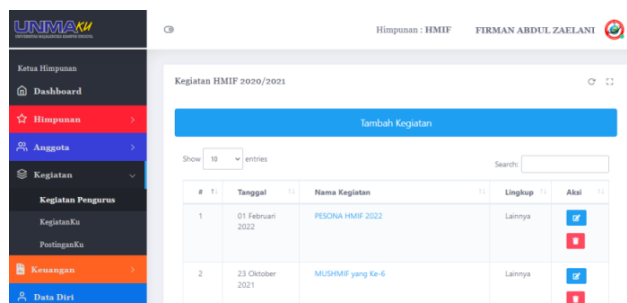 UNMAKU
Himpunan : HMIF
FIRMAN ABDUL ZAELANI
Ketua Himpunan
Dashboard
Himpunan
Anggota
Kegiatan
Kegiatan Pengurus
KegiatanKu
PostinganKu
Keuangan
Data Diri
Kegiatan HMIF 2020/2021
Tambah Kegiatan
Show 10 entries
Search:
# Tanggal Nama Kegiatan Lingkup Aksi
1 01 Februari 2022 PESONA HMIF 2022 Lainnya
2 23 Oktober 2021 MUSHMIF yang Ke-6 Lainnya